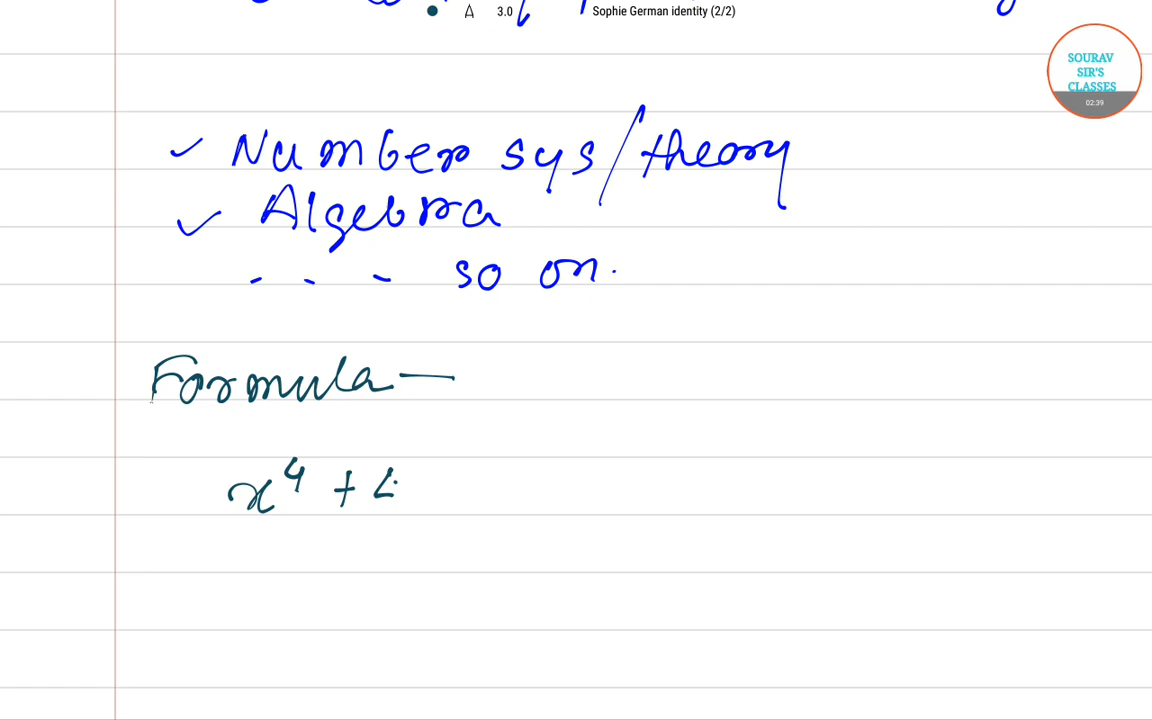 A 3.0 Sophie German identity (2/2)
SOURAV
SIR'S
CLASSES
02:39
Number sys/theory
Algebra
- - - so on.
Formula —
x⁴ + 4